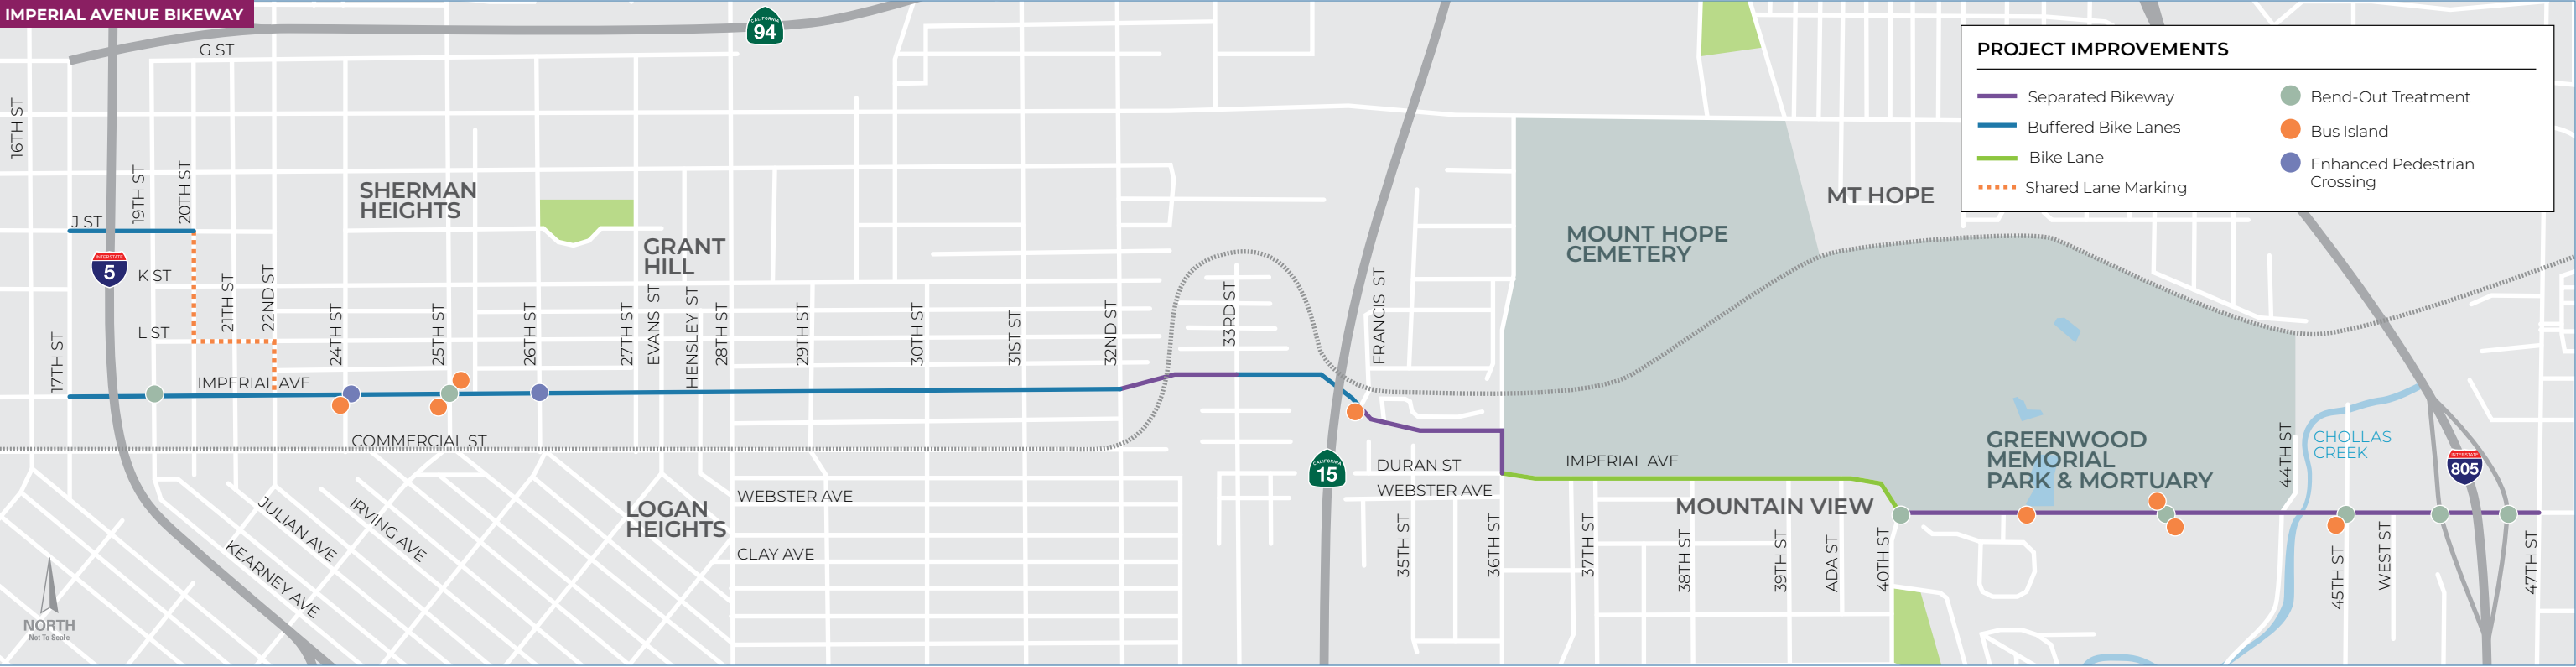 IMPERIAL AVENUE BIKEWAY
CALIFORNIA
94
G ST
PROJECT IMPROVEMENTS
Separated Bikeway
Buffered Bike Lanes
Bike Lane
Shared Lane Marking
Bend-Out Treatment
Bus Island
Enhanced Pedestrian
Crossing
16TH ST
19TH ST
20TH ST
SHERMAN
HEIGHTS
MT HOPE
J ST
GRANT
HILL
MOUNT HOPE
CEMETERY
INTERSTATE
5
K ST
L ST
17TH ST
21TH ST
22ND ST
24TH ST
25TH ST
26TH ST
27TH ST
EVANS ST
HENSLEY ST
28TH ST
29TH ST
30TH ST
31ST ST
32ND ST
33RD ST
FRANCIS ST
IMPERIAL AVE
COMMERCIAL ST
CALIFORNIA
15
DURAN ST
WEBSTER AVE
IMPERIAL AVE
GREENWOOD
MEMORIAL
PARK & MORTUARY
44TH ST
CHOLLAS
CREEK
INTERSTATE
805
JULIAN AVE
IRVING AVE
KEARNEY AVE
LOGAN
HEIGHTS
WEBSTER AVE
CLAY AVE
MOUNTAIN VIEW
35TH ST
36TH ST
37TH ST
38TH ST
39TH ST
ADA ST
40TH ST
45TH ST
WEST ST
47TH ST
NORTH
Not To Scale